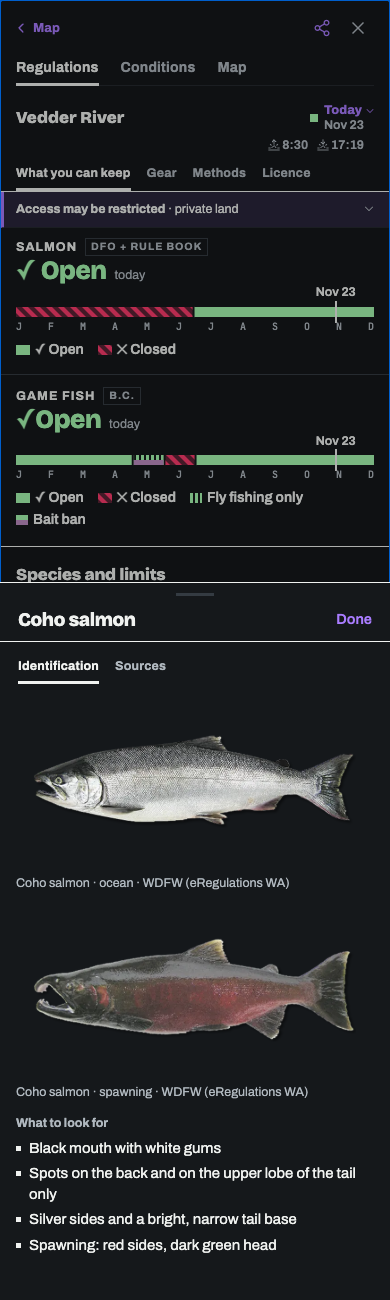 Map
Regulations Conditions Map
Vedder River
Today
Nov 23
8:30 17:19
What you can keep Gear Methods Licence
Access may be restricted · private land
SALMON DFO + RULE BOOK
✓ Open today
Nov 23
J F M A M J J A S O N D
✓ Open ✕ Closed
GAME FISH B.C.
✓ Open today
Nov 23
J F M A M J J A S O N D
✓ Open ✕ Closed Fly fishing only
Bait ban
Species and limits
Coho salmon Done
Identification Sources
Coho salmon · ocean · WDFW (eRegulations WA)
Coho salmon · spawning · WDFW (eRegulations WA)
What to look for
Black mouth with white gums
Spots on the back and on the upper lobe of the tail
only
Silver sides and a bright, narrow tail base
Spawning: red sides, dark green head